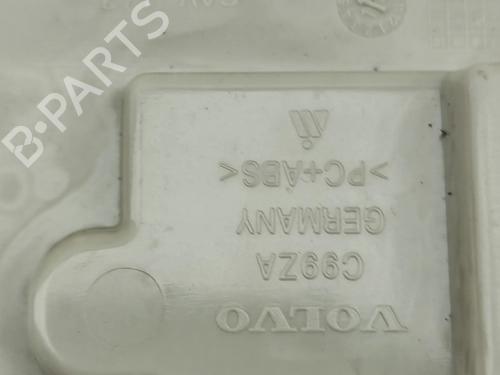 VOLVO
C99ZA
GERMANY
>PC+ABS<
B-PARTS